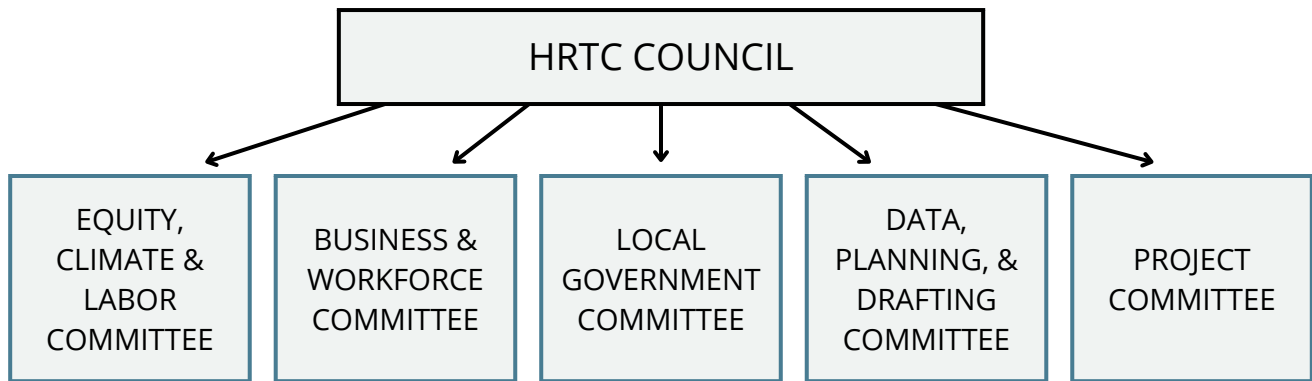 HRTC COUNCIL
EQUITY,
CLIMATE &
LABOR
COMMITTEE
BUSINESS &
WORKFORCE
COMMITTEE
LOCAL
GOVERNMENT
COMMITTEE
DATA,
PLANNING, &
DRAFTING
COMMITTEE
PROJECT
COMMITTEE